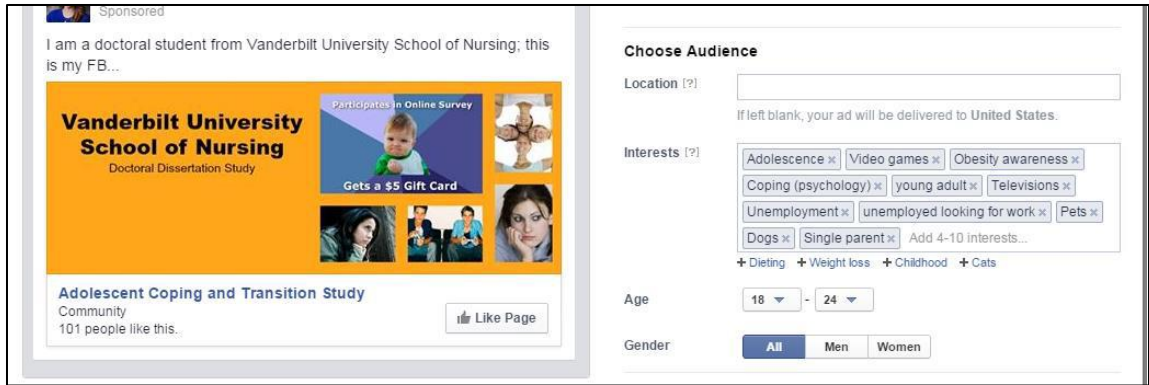 Sponsored
I am a doctoral student from Vanderbilt University School of Nursing; this
is my FB...
Vanderbilt University
School of Nursing
Doctoral Dissertation Study
Participates in Online Survey
Gets a $5 Gift Card
Adolescent Coping and Transition Study
Community
101 people like this.
Like Page
Choose Audience
Location [?]
If left blank, your ad will be delivered to United States.
Interests [?]
Adolescence × Video games × Obesity awareness ×
Coping (psychology) × young adult × Televisions ×
Unemployment × unemployed looking for work × Pets ×
Dogs × Single parent × Add 4-10 interests...
+ Dieting + Weight loss + Childhood + Cats
Age 18 - 24
Gender All Men Women